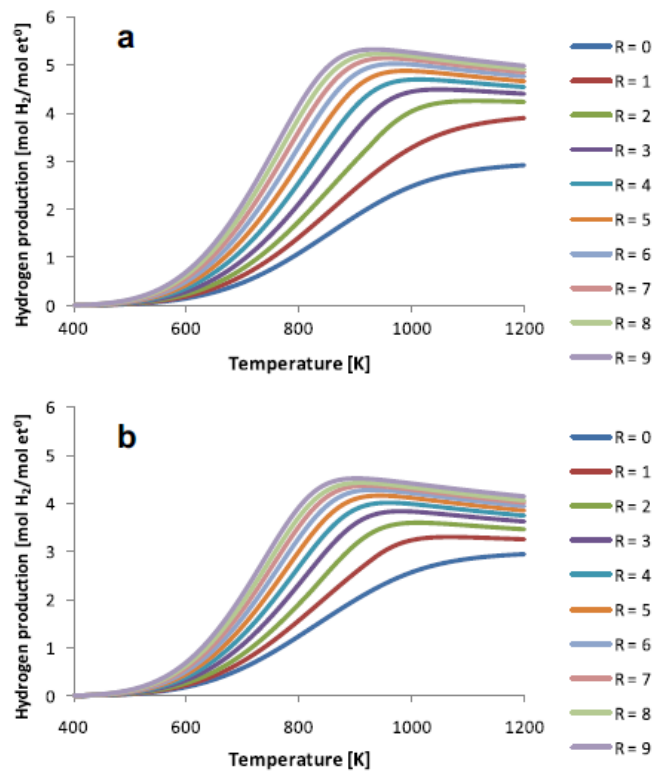 a
Hydrogen production [mol H₂/mol et⁰]
6
5
4
3
2
1
0
400 600 800 1000 1200
Temperature [K]
R = 0
R = 1
R = 2
R = 3
R = 4
R = 5
R = 6
R = 7
R = 8
R = 9
b
Hydrogen production [mol H₂/mol et⁰]
6
5
4
3
2
1
0
400 600 800 1000 1200
Temperature [K]
R = 0
R = 1
R = 2
R = 3
R = 4
R = 5
R = 6
R = 7
R = 8
R = 9